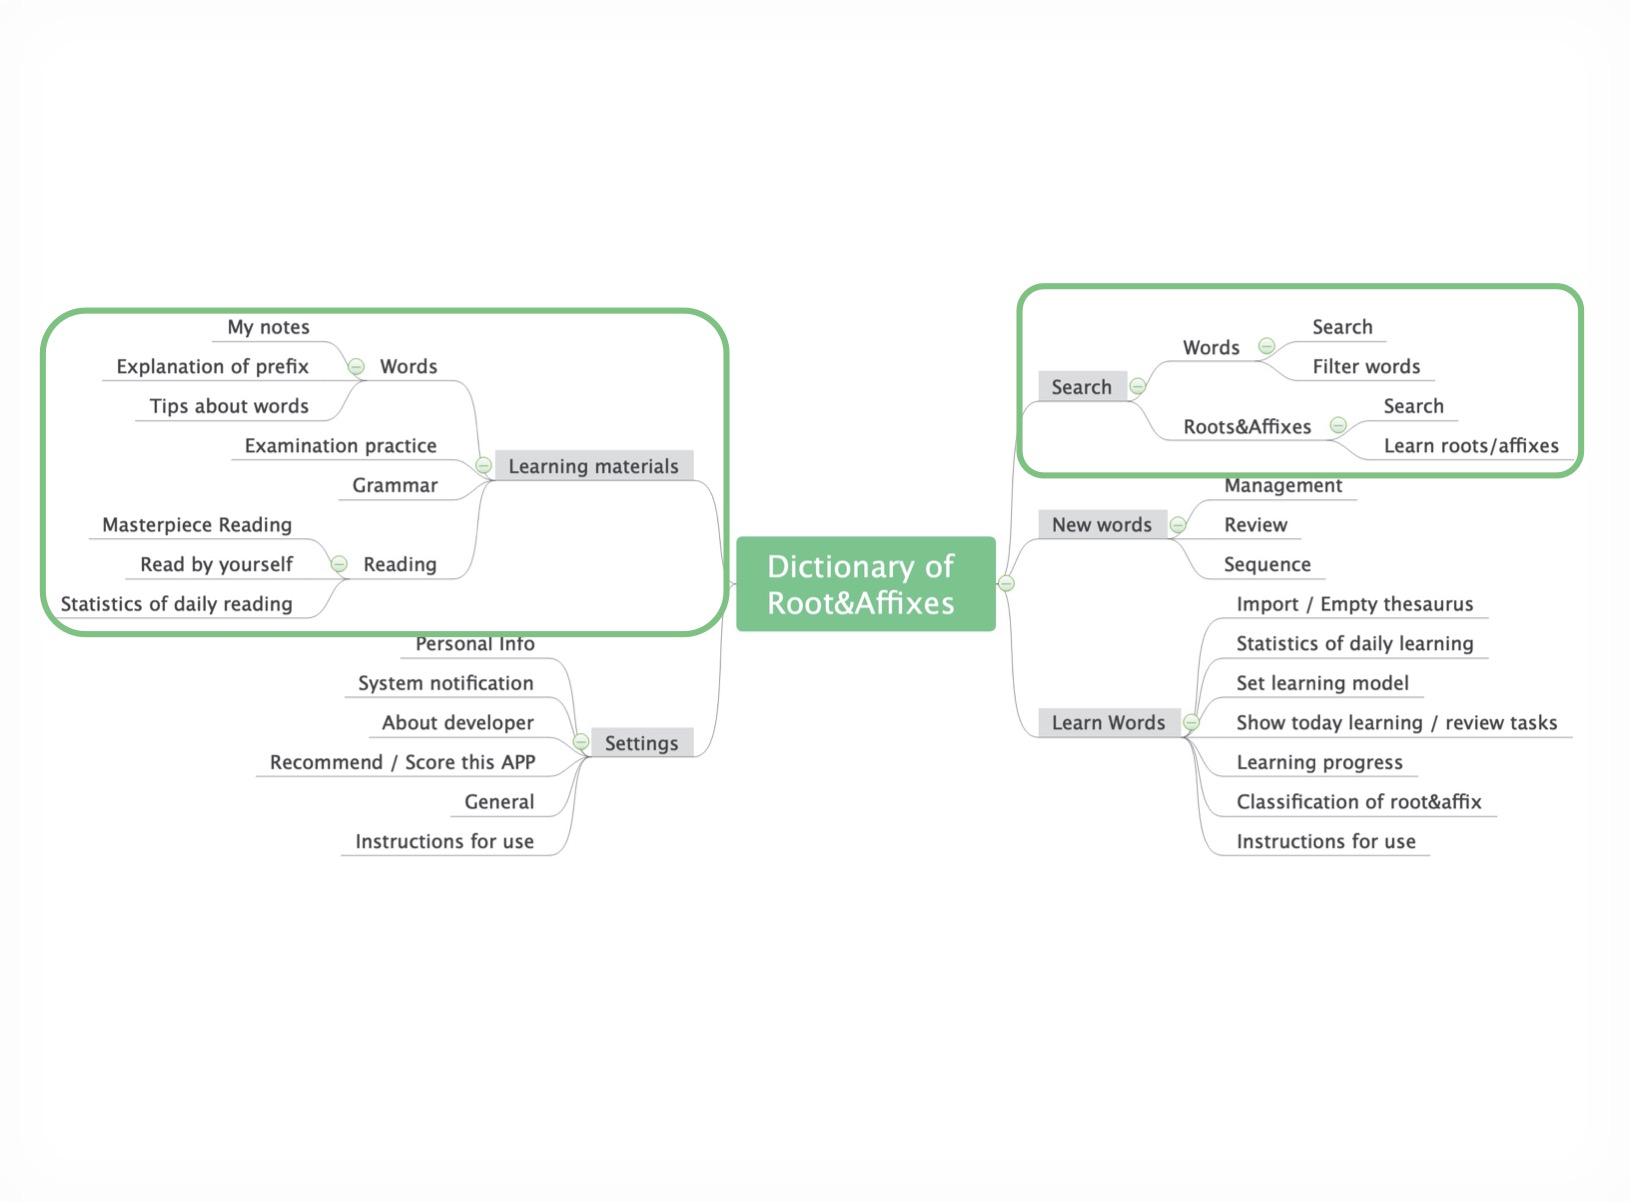 My notes
Explanation of prefix
Words
Tips about words
Examination practice
Learning materials
Grammar
Masterpiece Reading
Read by yourself
Reading
Statistics of daily reading
Personal Info
System notification
About developer
Settings
Recommend / Score this APP
General
Instructions for use
Dictionary of
Root&Affixes
Search
Words
Search
Filter words
Roots&Affixes
Search
Learn roots/affixes
New words
Management
Review
Sequence
Learn Words
Import / Empty thesaurus
Statistics of daily learning
Set learning model
Show today learning / review tasks
Learning progress
Classification of root&affix
Instructions for use